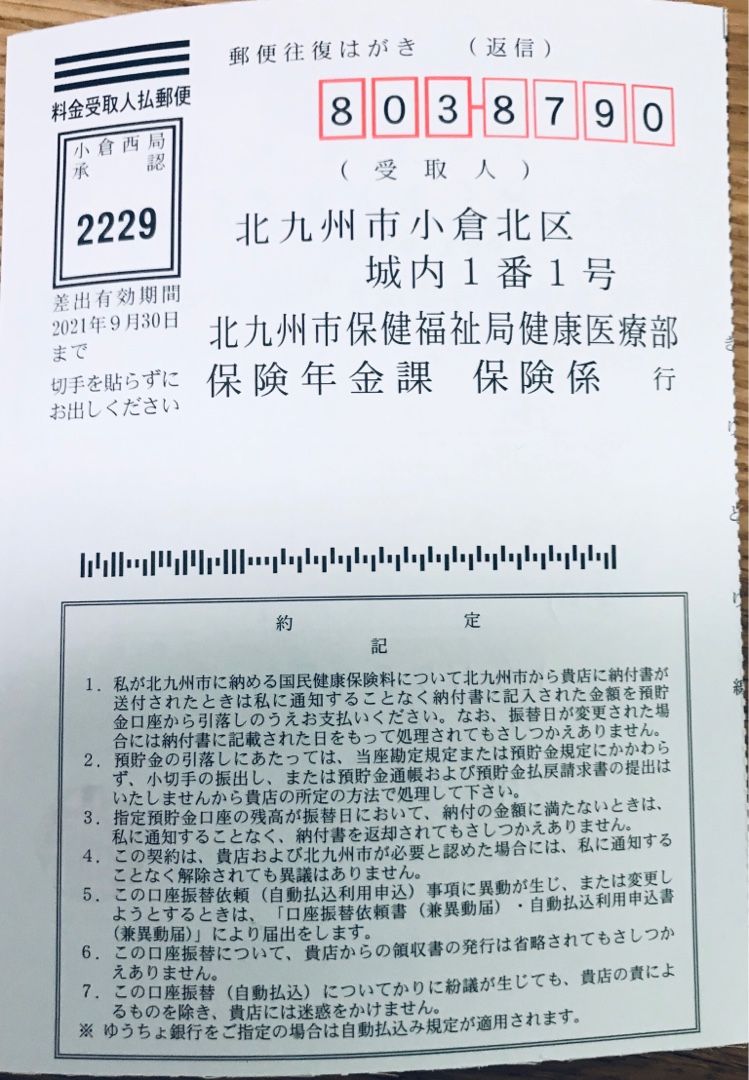 郵便往復はがき （返信）
料金受取人払郵便
小倉西局
承認
2229
差出有効期間
2021年9月30日
まで
切手を貼らずに
お出しください
803-8790
（受取人）
北九州市小倉北区
城内1番1号
北九州市保健福祉局健康医療部
保険年金課 保険係 行
きりとり線
約定
記
1. 私が北九州市に納める国民健康保険料について北九州市から貴店に納付書が
送付されたときは私に通知することなく納付書に記入された金額を預貯
金口座から引落しのうえお支払いください。なお、振替日が変更された場
合には納付書に記載された日をもって処理されてもさしつかえありません。
2. 預貯金の引落しにあたっては、当座勘定規定または預貯金規定にかかわら
ず、小切手の振出し、または預貯金通帳および預貯金払戻請求書の提出は
いたしませんから貴店の所定の方法で処理して下さい。
3. 指定預貯金口座の残高が振替日において、納付の金額に満たないときは、
私に通知することなく、納付書を返却されてもさしつかえありません。
4. この契約は、貴店および北九州市が必要と認めた場合には、私に通知する
ことなく解除されても異議はありません。
5. この口座振替依頼（自動払込利用申込）事項に異動が生じ、または変更し
ようとするときは、「口座振替依頼書（兼異動届）・自動払込利用申込書
（兼異動届）」により届出をします。
6. この口座振替について、貴店からの領収書の発行は省略されてもさしつか
えありません。
7. この口座振替（自動払込）についてかりに紛議が生じても、貴店の責によ
るものを除き、貴店には迷惑をかけません。
※ ゆうちょ銀行をご指定の場合は自動払込み規定が適用されます。